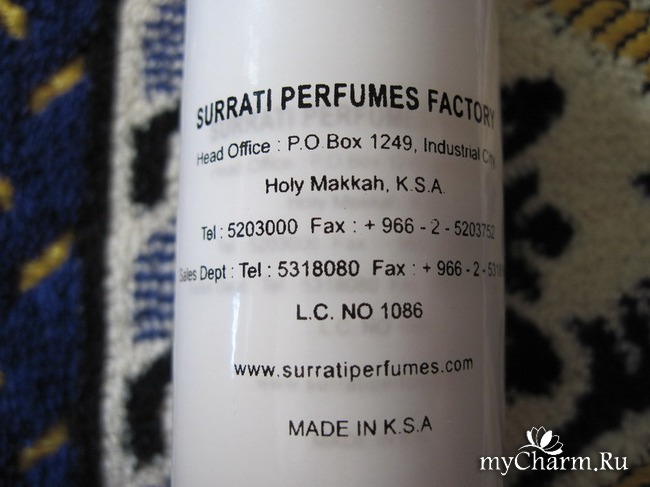 SURRATI PERFUMES FACTORY
Head Office : P.O.Box 1249, Industrial City
Holy Makkah, K.S.A.
Tel : 5203000 Fax : + 966 - 2 - 5203752
Sales Dept : Tel : 5318080 Fax : + 966 - 2 -
L.C. NO 1086
www.surratiperfumes.com
MADE IN K.S.A
myCharm.Ru